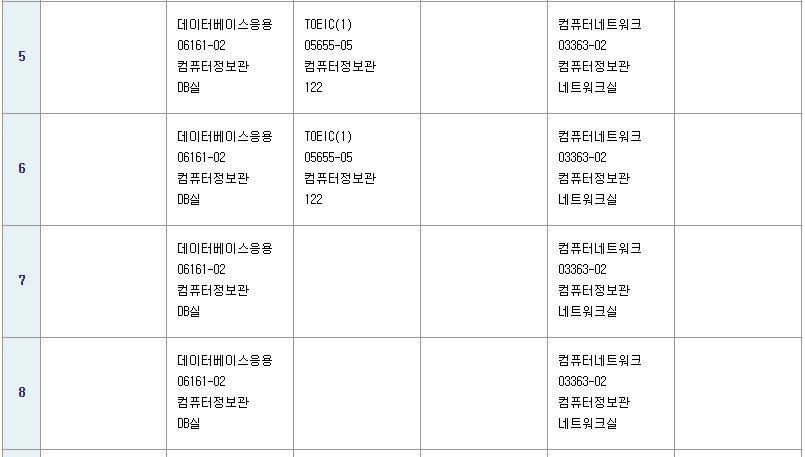 5
데이터베이스응용
06161-02
컴퓨터정보관
DB실
TOEIC(1)
05655-05
컴퓨터정보관
122
컴퓨터네트워크
03363-02
컴퓨터정보관
네트워크실
6
데이터베이스응용
06161-02
컴퓨터정보관
DB실
TOEIC(1)
05655-05
컴퓨터정보관
122
컴퓨터네트워크
03363-02
컴퓨터정보관
네트워크실
7
데이터베이스응용
06161-02
컴퓨터정보관
DB실
컴퓨터네트워크
03363-02
컴퓨터정보관
네트워크실
8
데이터베이스응용
06161-02
컴퓨터정보관
DB실
컴퓨터네트워크
03363-02
컴퓨터정보관
네트워크실